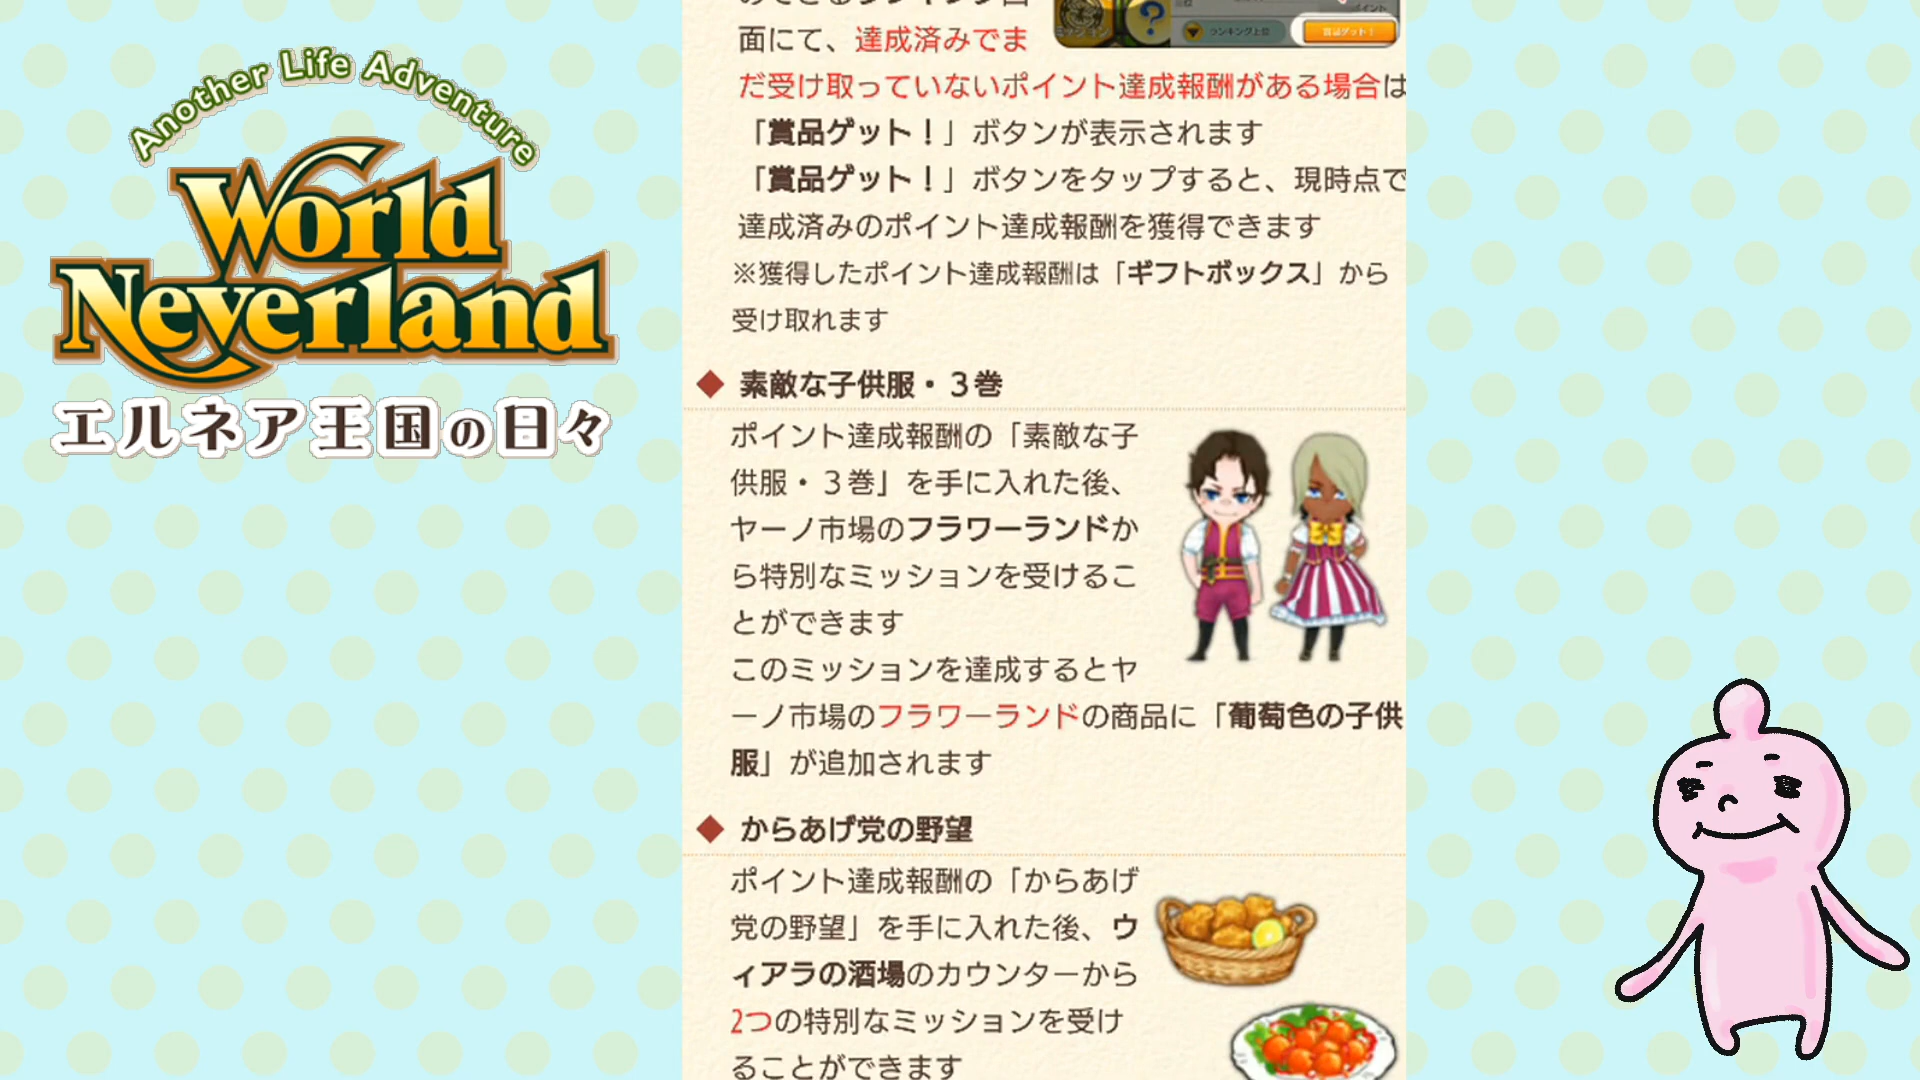 Another Life Adventure
World
Neverland
エルネア王国の日々
面にて、達成済みでま
だ受け取っていないポイント達成報酬がある場合は
「賞品ゲット！」ボタンが表示されます
「賞品ゲット！」ボタンをタップすると、現時点で
達成済みのポイント達成報酬を獲得できます
※獲得したポイント達成報酬は「ギフトボックス」から
受け取れます
ランキング上位
賞品ゲット！
◆ 素敵な子供服・３巻
ポイント達成報酬の「素敵な子
供服・３巻」を手に入れた後、
ヤーノ市場のフラワーランドか
ら特別なミッションを受けるこ
とができます
このミッションを達成するとヤ
ーノ市場のフラワーランドの商品に「葡萄色の子供
服」が追加されます
◆ からあげ党の野望
ポイント達成報酬の「からあげ
党の野望」を手に入れた後、ウ
ィアラの酒場のカウンターから
2つの特別なミッションを受け
ることができます